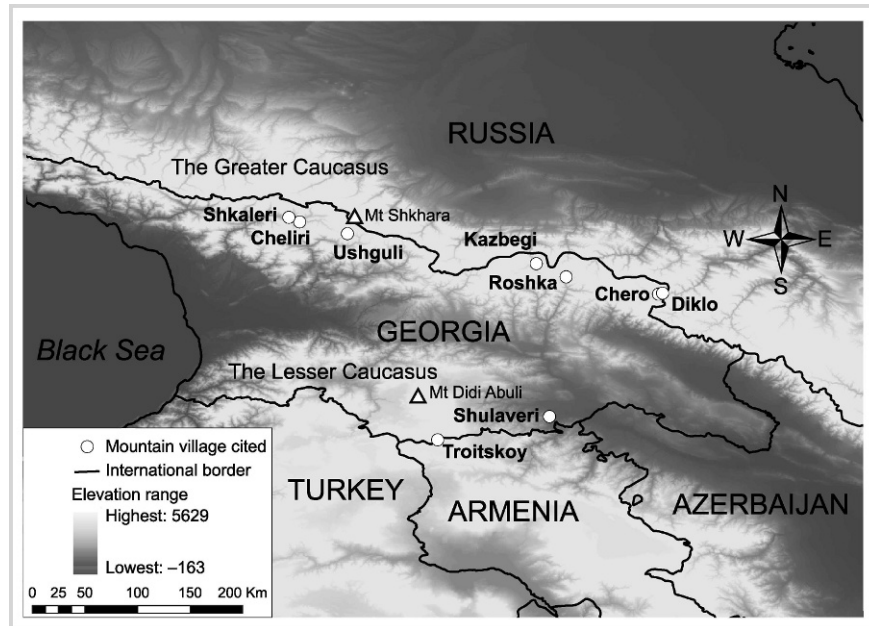 RUSSIA
The Greater Caucasus
N
Shkaleri
Mt Shkhara
Cheliri
Ushguli
Kazbegi
W E
Roshka
S
Chero
Diklo
GEORGIA
Black Sea
The Lesser Caucasus
Mt Didi Abuli
Shulaveri
Troitskoy
Mountain village cited
International border
Elevation range
Highest: 5629
Lowest: –163
0 25 50 100 150 200 Km
TURKEY
ARMENIA
AZERBAIJAN